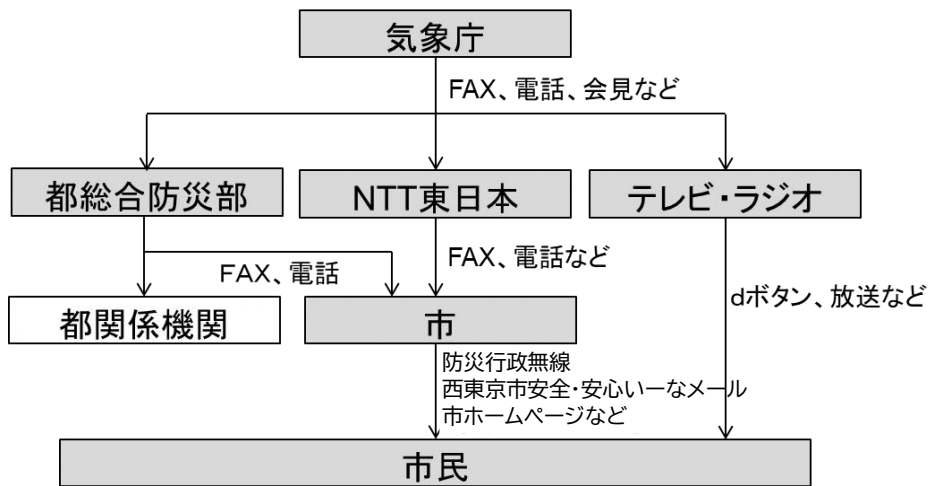 気象庁
FAX、電話、会見など
都総合防災部
NTT東日本
テレビ・ラジオ
FAX、電話
FAX、電話など
dボタン、放送など
都関係機関
市
防災行政無線
西東京市安全・安心いーなメール
市ホームページなど
市民